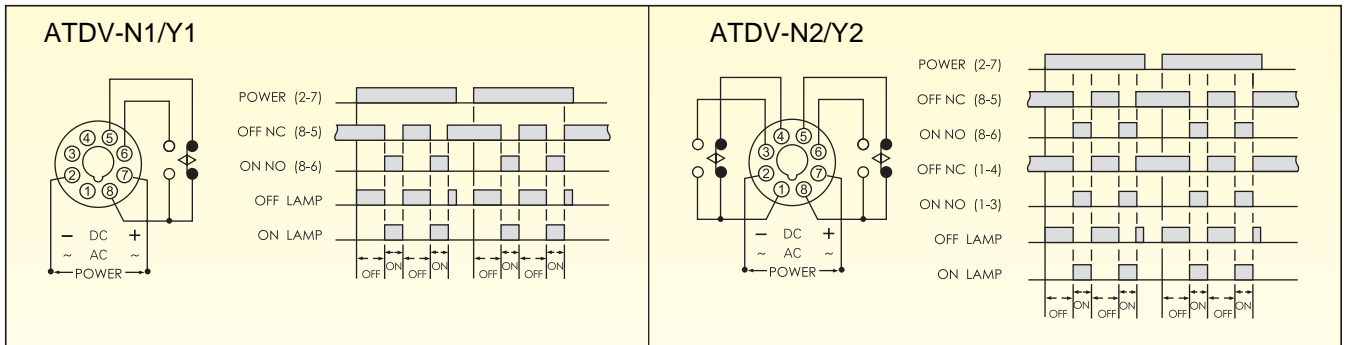 ATDV-N1/Y1
POWER (2-7)
OFF NC (8-5)
ON NO (8-6)
OFF LAMP
ON LAMP
OFF ON OFF ON OFF ON OFF ON
4 5
3 6
2 7
1 8
− DC +
~ AC ~
POWER
ATDV-N2/Y2
POWER (2-7)
OFF NC (8-5)
ON NO (8-6)
OFF NC (1-4)
ON NO (1-3)
OFF LAMP
ON LAMP
OFF ON OFF ON OFF ON OFF ON
4 5
3 6
2 7
1 8
− DC +
~ AC ~
POWER